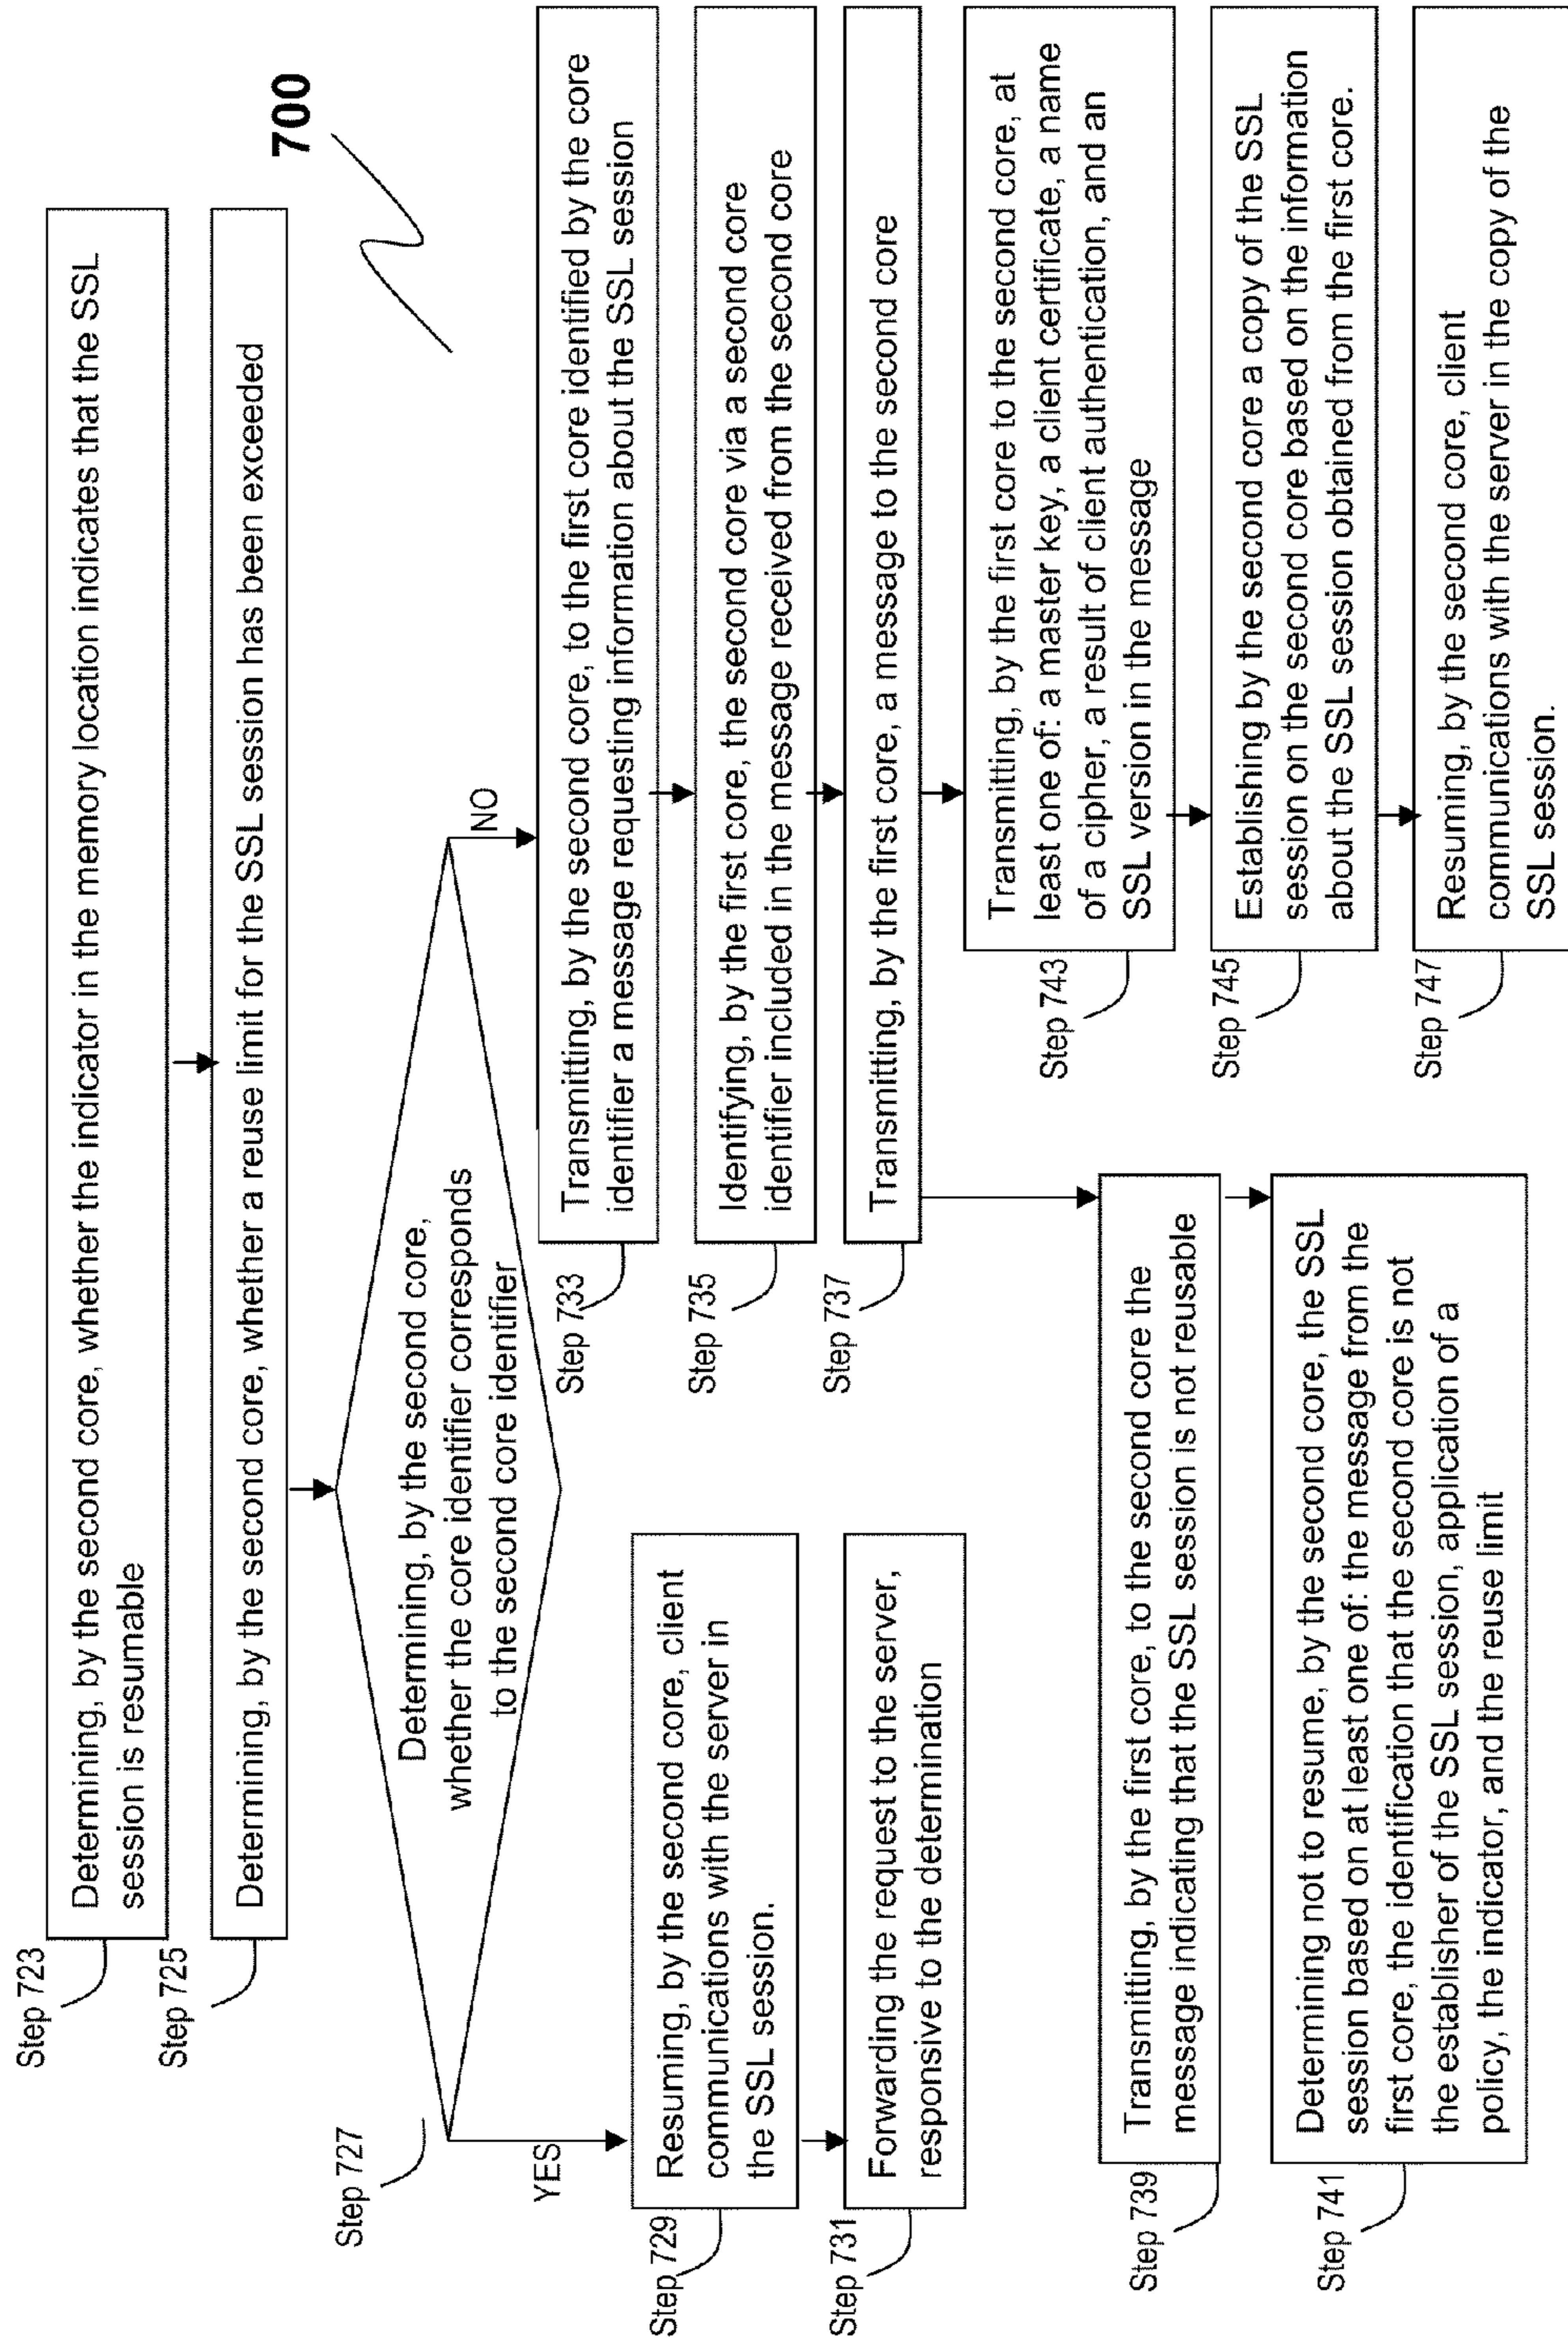 Step 723
Determining, by the second core, whether the indicator in the memory location indicates that the SSL
session is resumable
Step 725
Determining, by the second core, whether a reuse limit for the SSL session has been exceeded
700
Step 727
Determining, by the second core,
whether the core identifier corresponds
to the second core identifier
YES
NO
Step 729
Resuming, by the second core, client
communications with the server in
the SSL session.
Step 731
Forwarding the request to the server,
responsive to the determination
Step 733
Transmitting, by the second core, to the first core identified by the core
identifier a message requesting information about the SSL session
Step 735
Identifying, by the first core, the second core via a second core
identifier included in the message received from the second core
Step 737
Transmitting, by the first core, a message to the second core
Step 739
Transmitting, by the first core, to the second core the
message indicating that the SSL session is not reusable
Step 741
Determining not to resume, by the second core, the SSL
session based on at least one of: the message from the
first core, the identification that the second core is not
the establisher of the SSL session, application of a
policy, the indicator, and the reuse limit
Step 743
Transmitting, by the first core to the second core, at
least one of: a master key, a client certificate, a name
of a cipher, a result of client authentication, and an
SSL version in the message
Step 745
Establishing by the second core a copy of the SSL
session on the second core based on the information
about the SSL session obtained from the first core.
Step 747
Resuming, by the second core, client
communications with the server in the copy of the
SSL session.